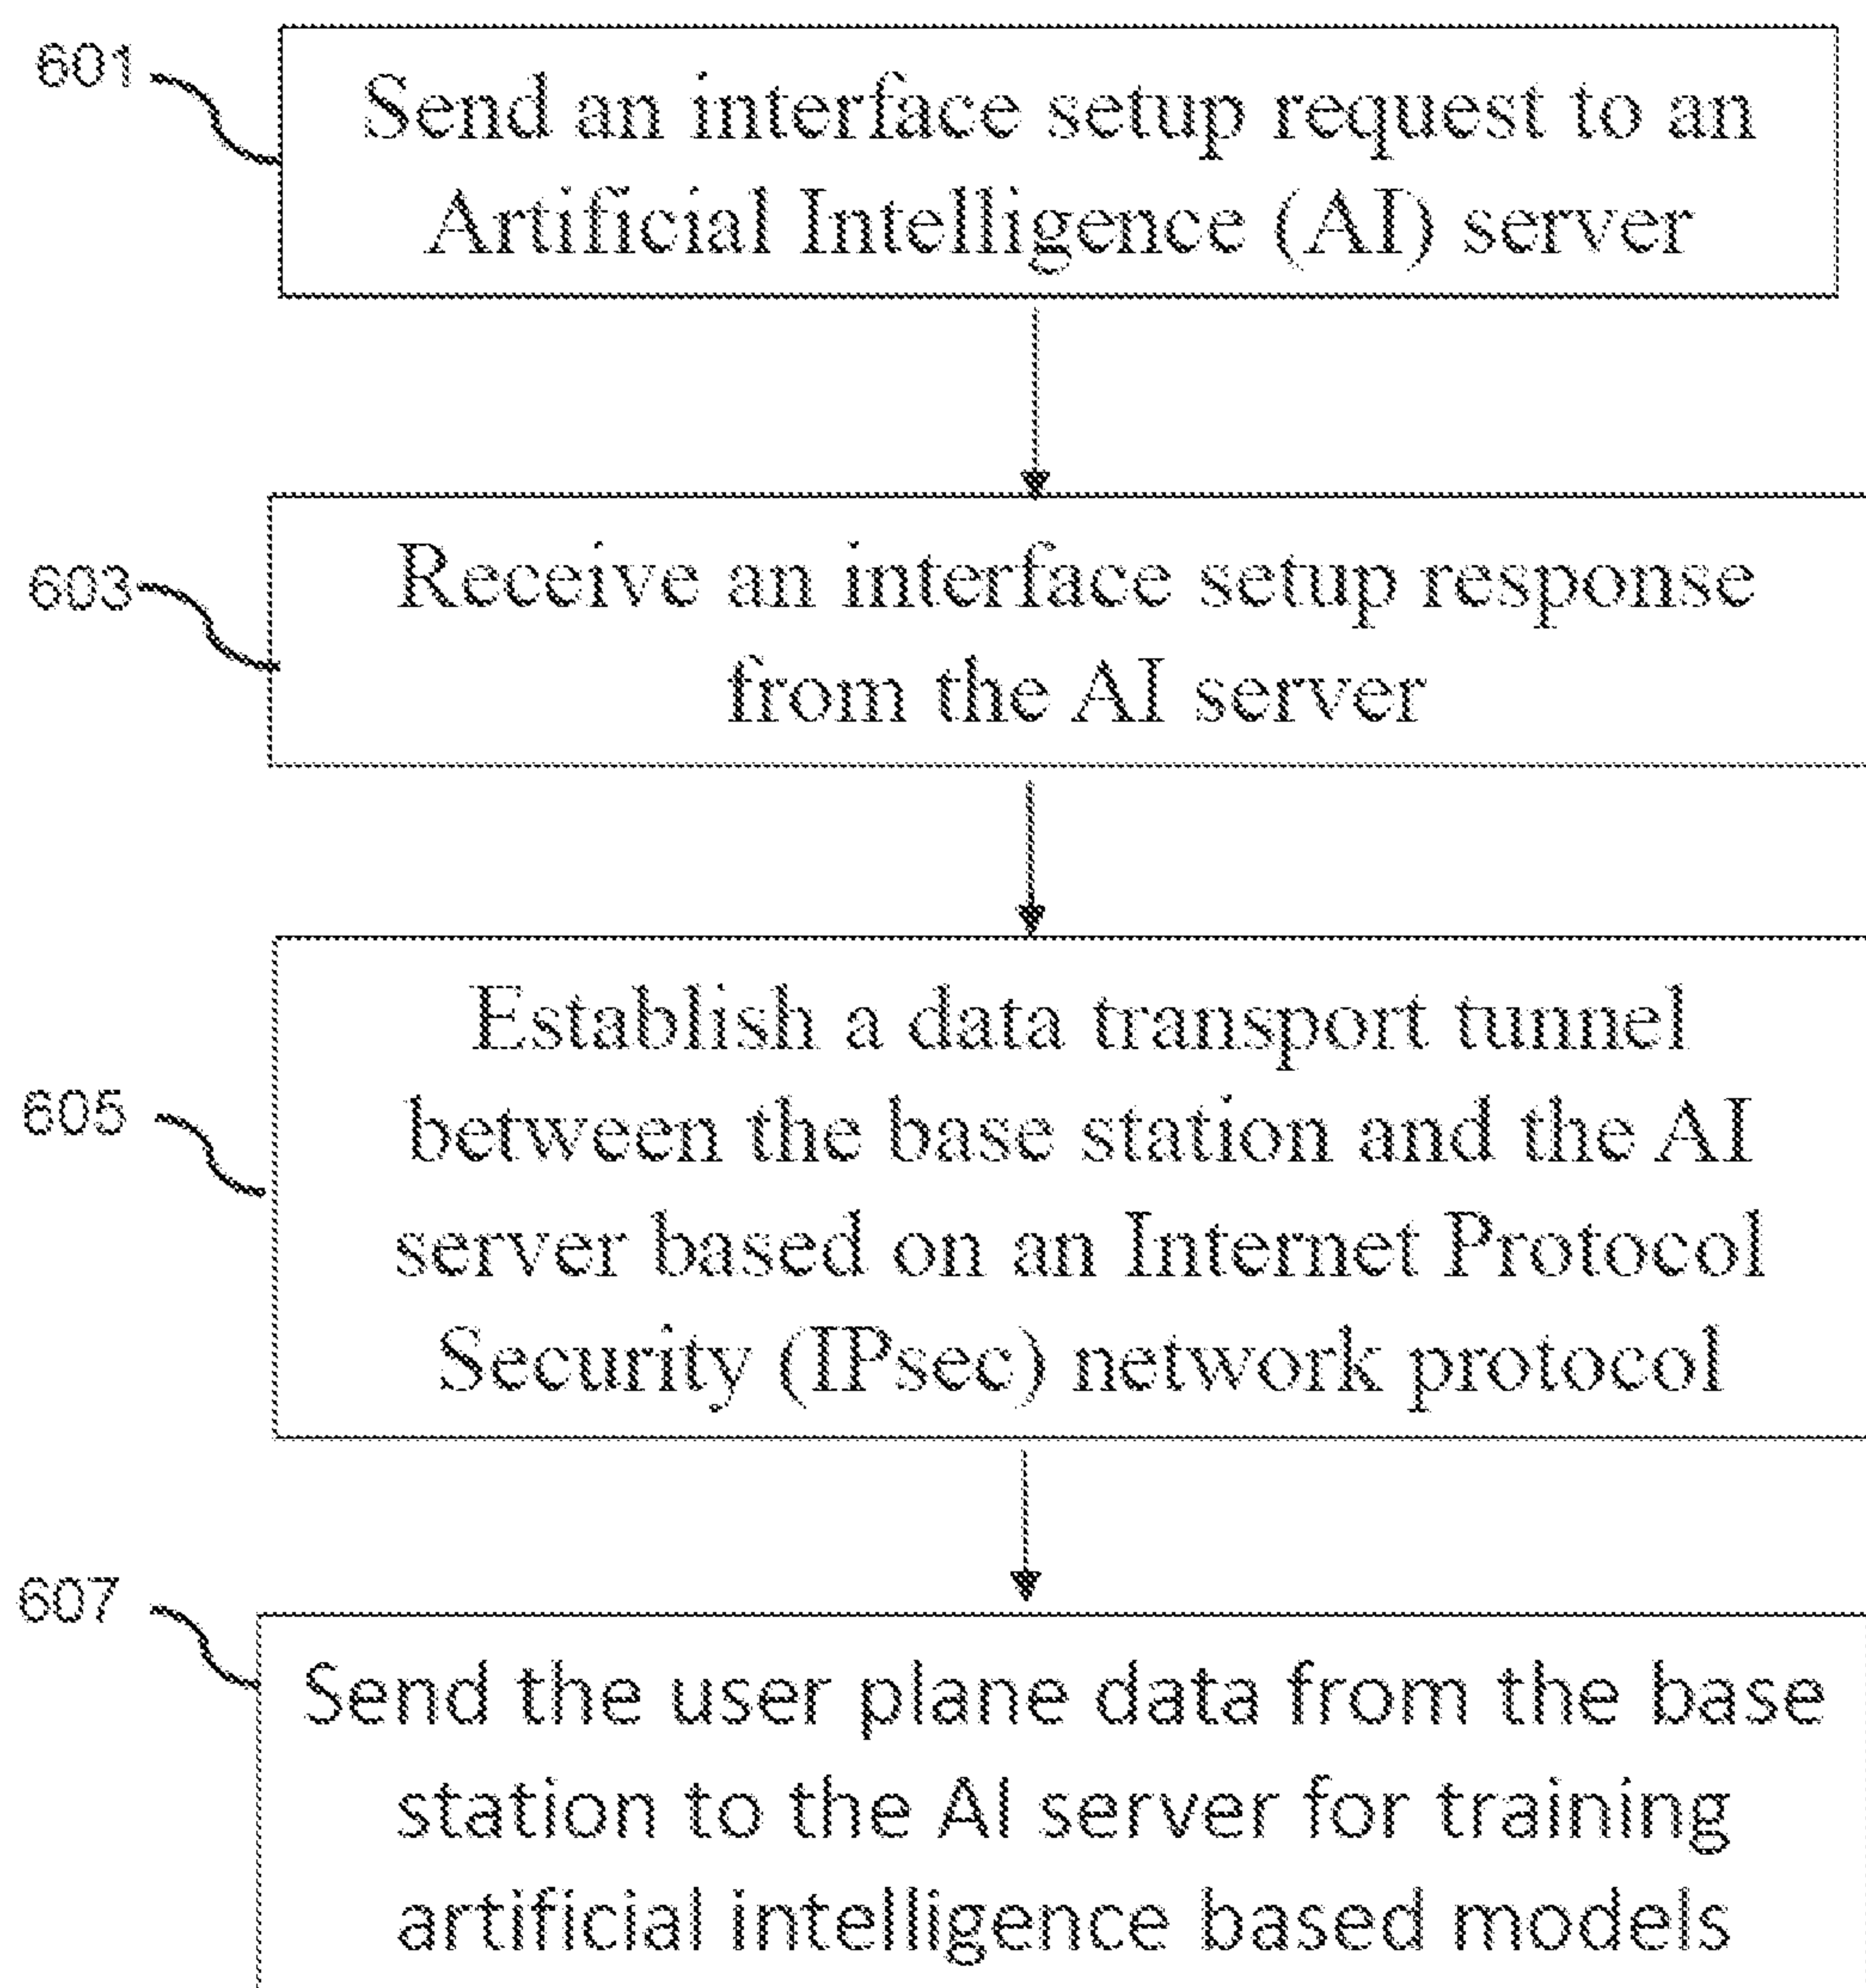 601
Send an interface setup request to an
Artificial Intelligence (AI) server
603
Receive an interface setup response
from the AI server
605
Establish a data transport tunnel
between the base station and the AI
server based on an Internet Protocol
Security (IPsec) network protocol
607
Send the user plane data from the base
station to the AI server for training
artificial intelligence based models